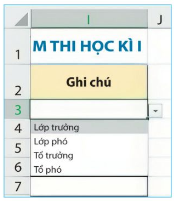 I J
1 M THI HỌC KÌ I
2 Ghi chú
3
4 Lớp trưởng
5 Lớp phó
Tổ trưởng
6 Tổ phó
7